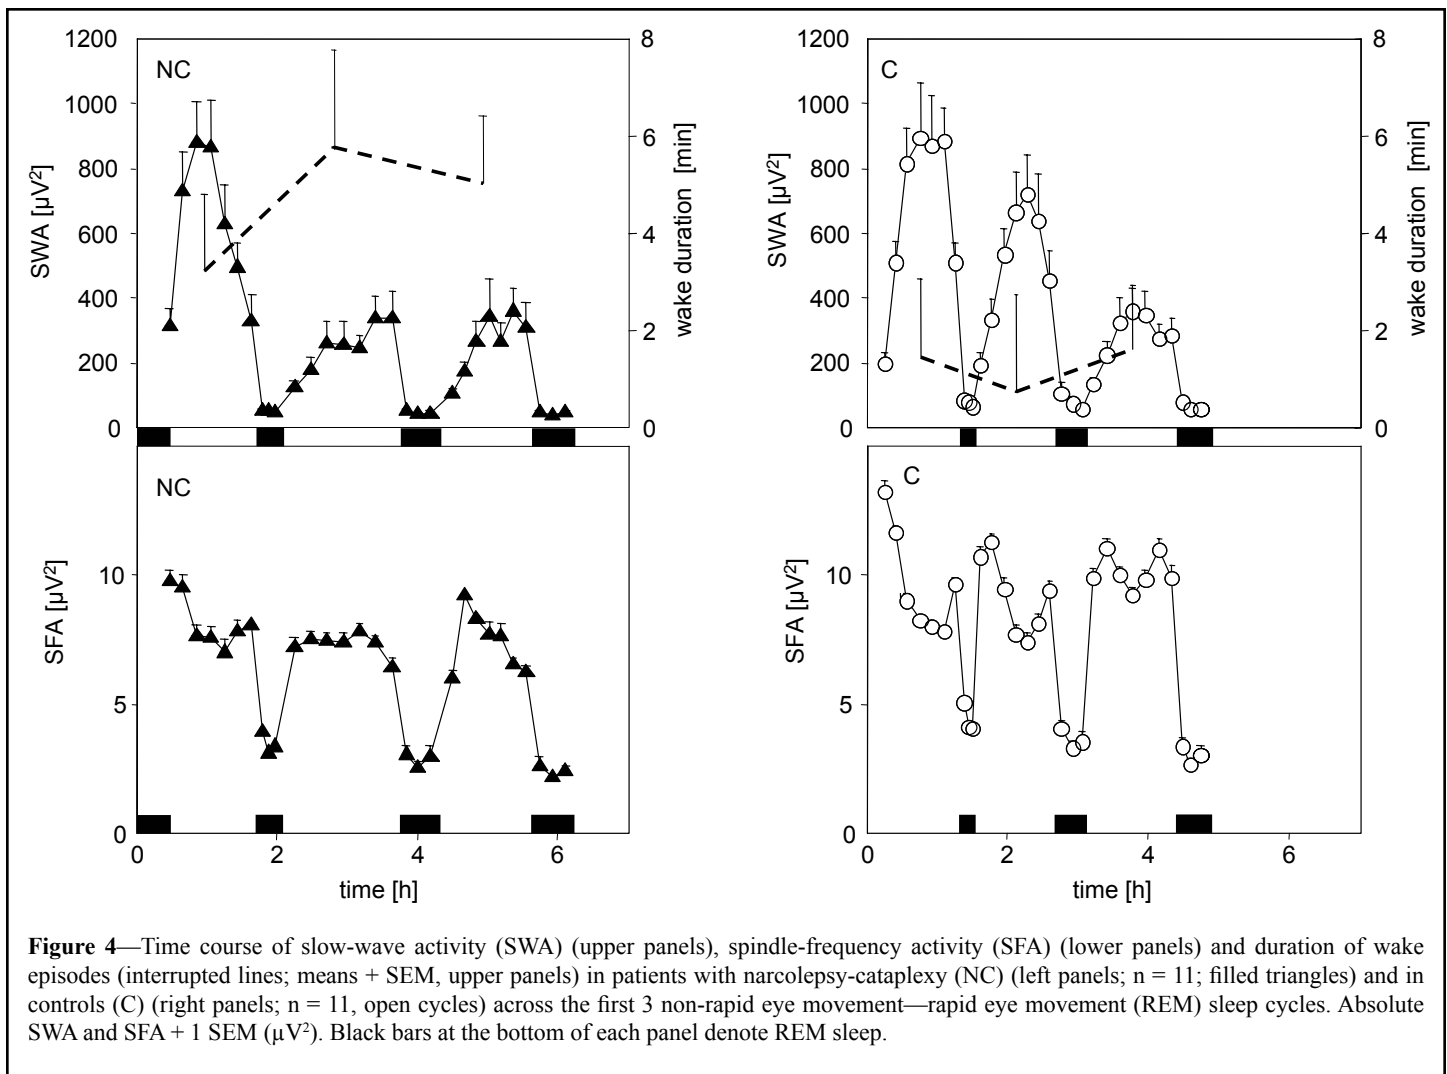 1200
1000
800
600
400
200
0
SWA [µV²]
NC
8
6
4
2
0
wake duration [min]
1200
1000
800
600
400
200
0
SWA [µV²]
C
8
6
4
2
0
wake duration [min]
10
5
0
SFA [µV²]
NC
0 2 4 6
time [h]
10
5
0
SFA [µV²]
C
0 2 4 6
time [h]
Figure 4—Time course of slow-wave activity (SWA) (upper panels), spindle-frequency activity (SFA) (lower panels) and duration of wake
episodes (interrupted lines; means + SEM, upper panels) in patients with narcolepsy-cataplexy (NC) (left panels; n = 11; filled triangles) and in
controls (C) (right panels; n = 11, open cycles) across the first 3 non-rapid eye movement—rapid eye movement (REM) sleep cycles. Absolute
SWA and SFA + 1 SEM (µV²). Black bars at the bottom of each panel denote REM sleep.